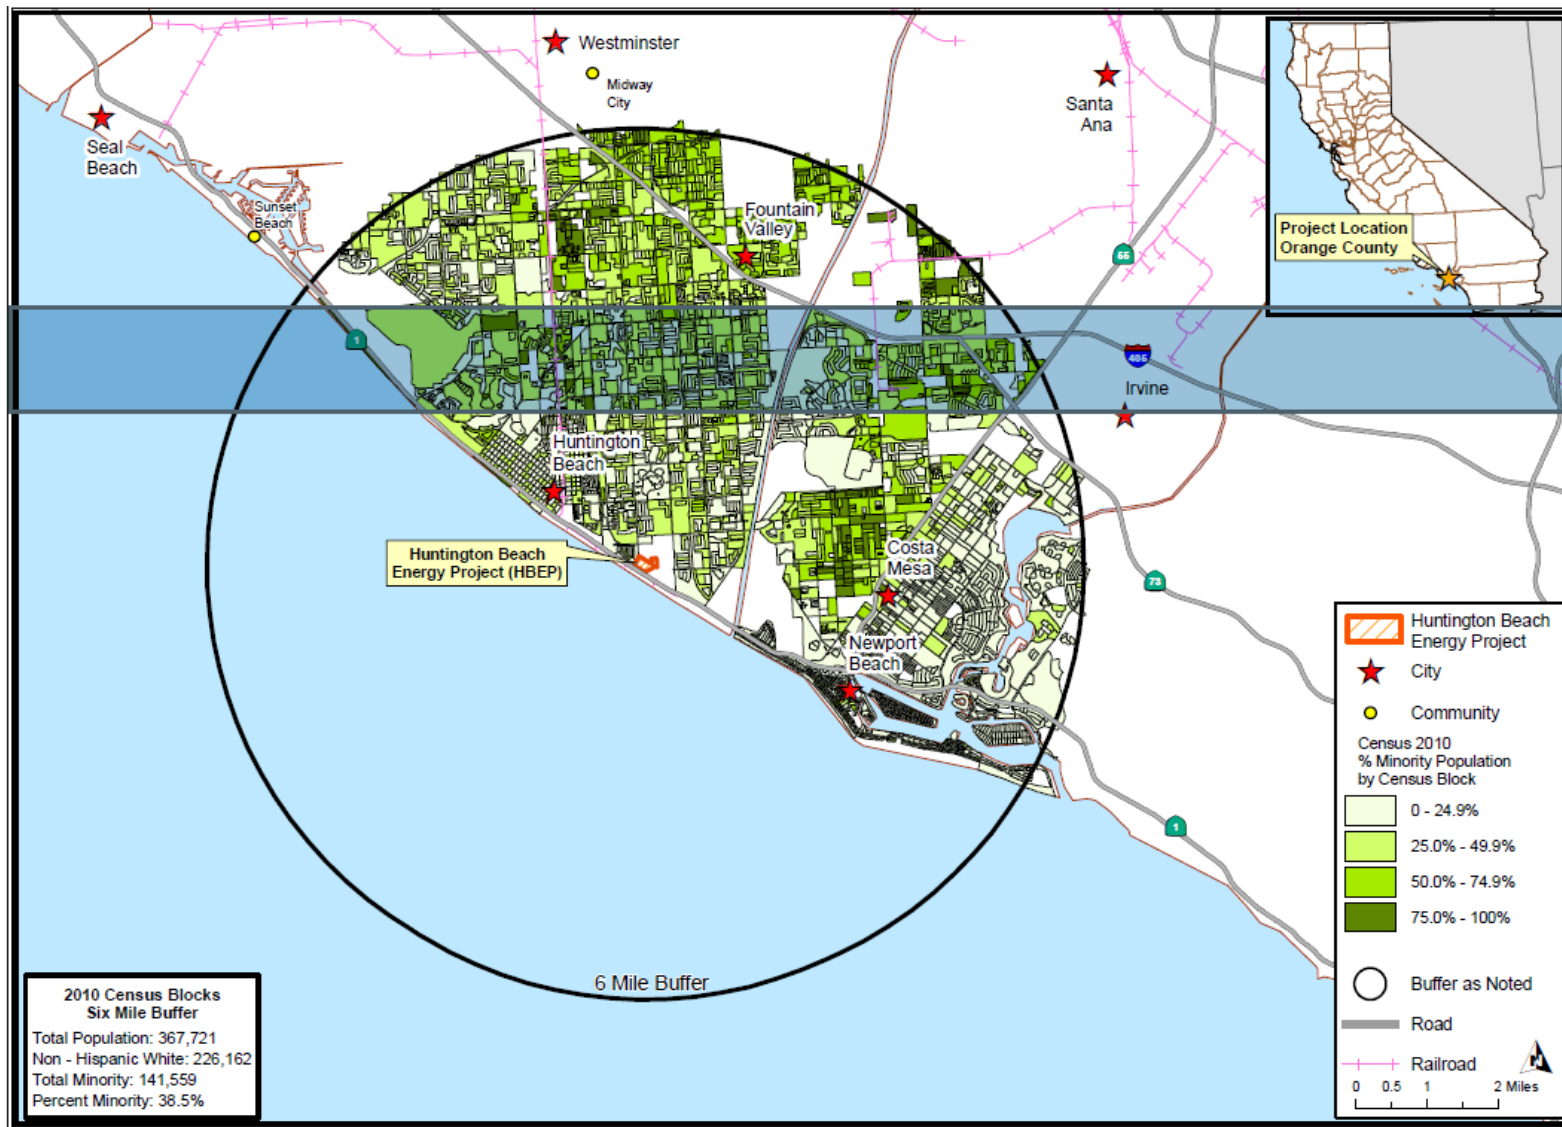 Westminster
Midway
City
Santa
Ana
Seal
Beach
Sunset
Beach
Fountain
Valley
55
Project Location
Orange County
1
405
Irvine
Huntington
Beach
Huntington Beach
Energy Project (HBEP)
Costa
Mesa
73
Newport
Beach
1
6 Mile Buffer
2010 Census Blocks
Six Mile Buffer
Total Population: 367,721
Non - Hispanic White: 226,162
Total Minority: 141,559
Percent Minority: 38.5%
Huntington Beach
Energy Project
City
Community
Census 2010
% Minority Population
by Census Block
0 - 24.9%
25.0% - 49.9%
50.0% - 74.9%
75.0% - 100%
Buffer as Noted
Road
Railroad
N
0 0.5 1 2 Miles